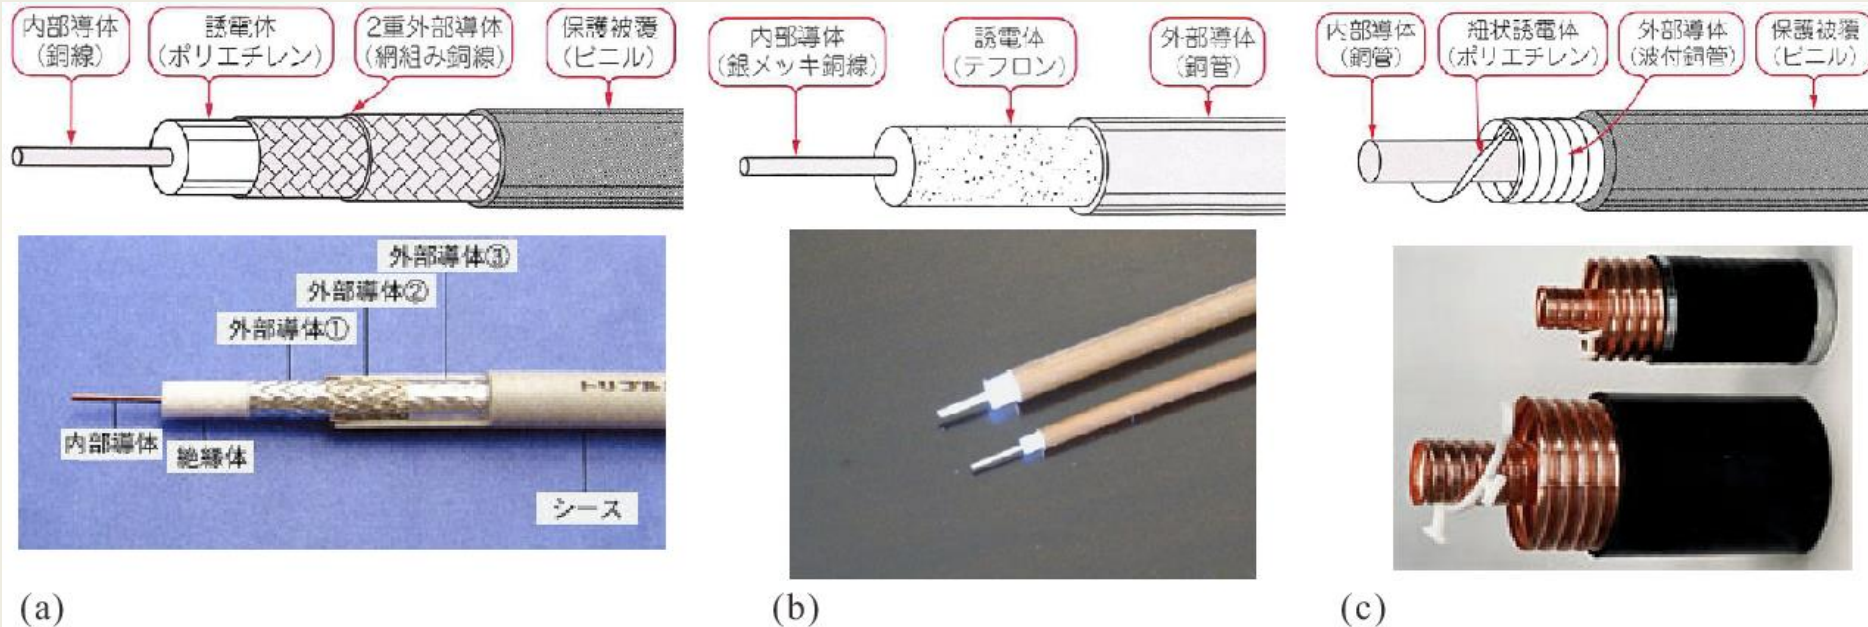 内部導体
(銅線)
誘電体
(ポリエチレン)
2重外部導体
(網組み銅線)
保護被覆
(ビニル)
内部導体
(銀メッキ銅線)
誘電体
(テフロン)
外部導体
(銅管)
内部導体
(銅管)
紐状誘電体
(ポリエチレン)
外部導体
(波付銅管)
保護被覆
(ビニル)
外部導体③
外部導体②
外部導体①
内部導体
絶縁体
シース
(a)
(b)
(c)